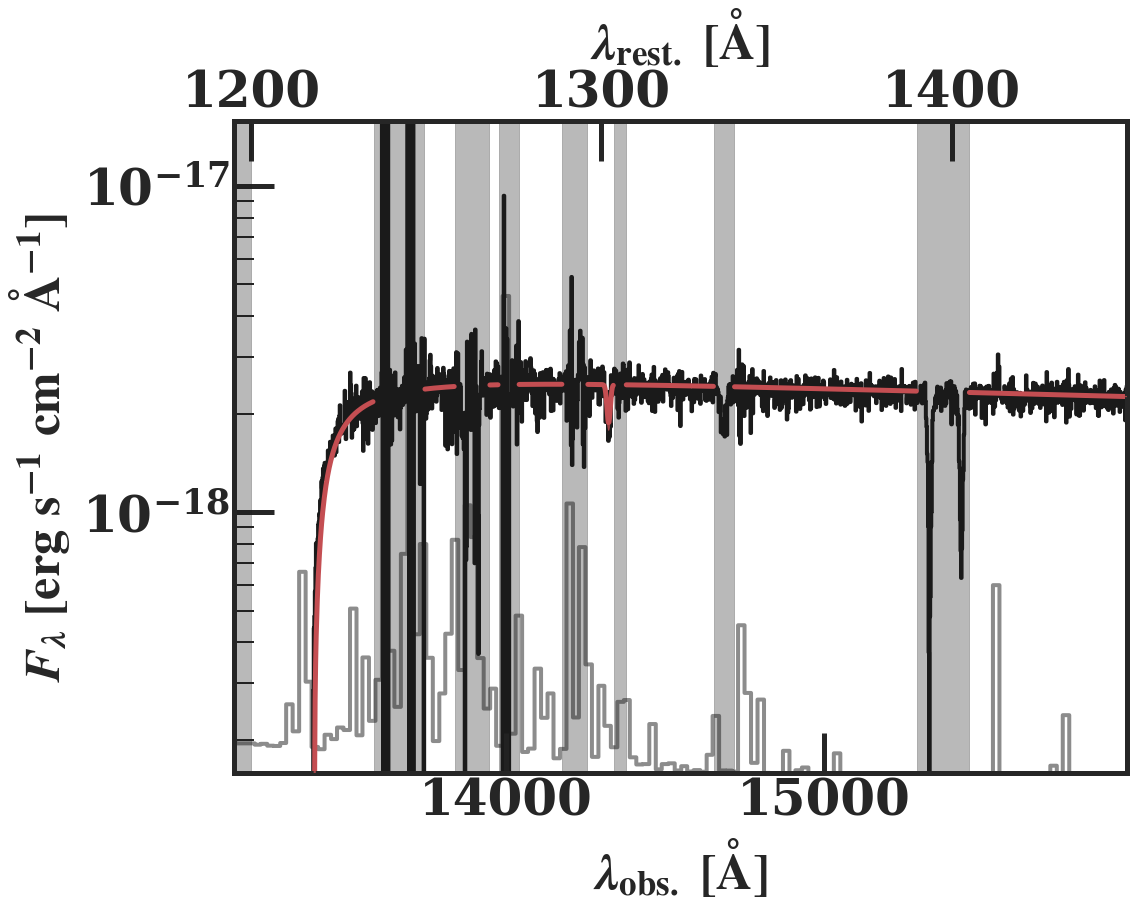 λrest. [Å]
1200 1300 1400
10⁻¹⁷
10⁻¹⁸
Fλ [erg s⁻¹ cm⁻² Å⁻¹]
14000 15000
λobs. [Å]